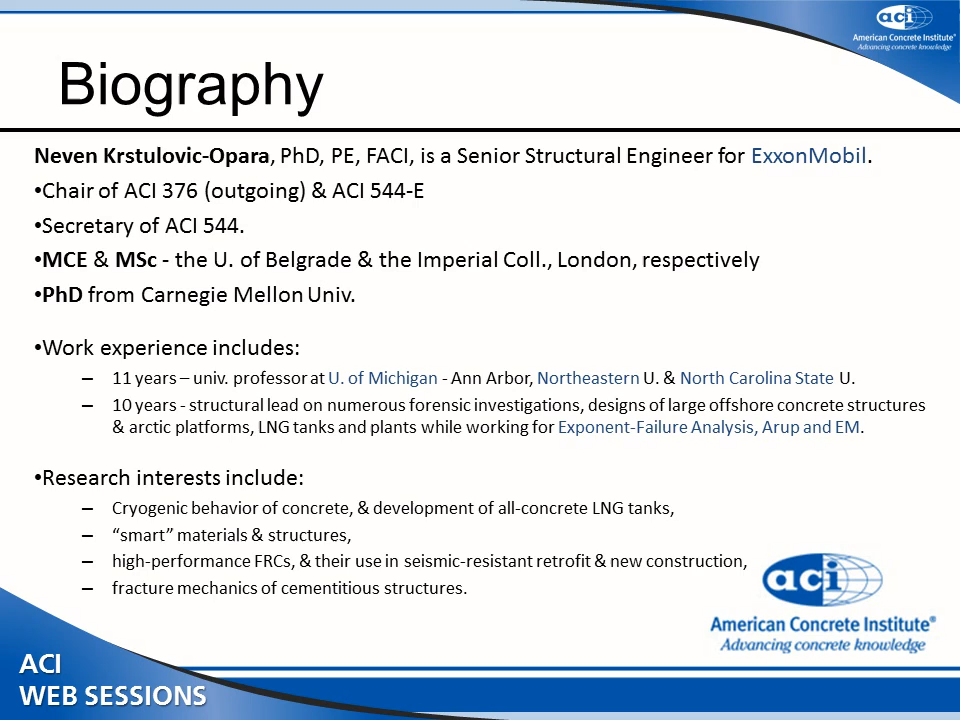 aci
American Concrete Institute®
Advancing concrete knowledge
Biography
Neven Krstulovic-Opara, PhD, PE, FACI, is a Senior Structural Engineer for ExxonMobil.
•Chair of ACI 376 (outgoing) & ACI 544-E
•Secretary of ACI 544.
•MCE & MSc - the U. of Belgrade & the Imperial Coll., London, respectively
•PhD from Carnegie Mellon Univ.
•Work experience includes:
– 11 years – univ. professor at U. of Michigan - Ann Arbor, Northeastern U. & North Carolina State U.
– 10 years - structural lead on numerous forensic investigations, designs of large offshore concrete structures
& arctic platforms, LNG tanks and plants while working for Exponent-Failure Analysis, Arup and EM.
•Research interests include:
– Cryogenic behavior of concrete, & development of all-concrete LNG tanks,
– “smart” materials & structures,
– high-performance FRCs, & their use in seismic-resistant retrofit & new construction,
– fracture mechanics of cementitious structures.
aci
American Concrete Institute®
Advancing concrete knowledge
ACI
WEB SESSIONS